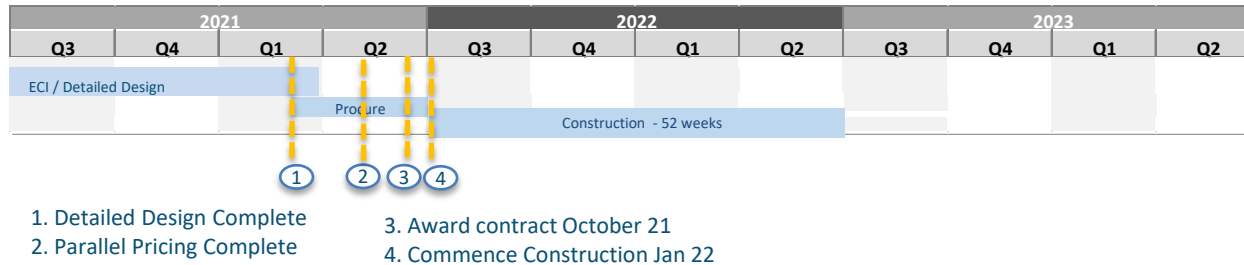 2021 2022 2023
Q3 Q4 Q1 Q2 Q3 Q4 Q1 Q2 Q3 Q4 Q1 Q2
ECI / Detailed Design
Procure
Construction - 52 weeks
1 2 3 4
1. Detailed Design Complete
2. Parallel Pricing Complete
3. Award contract October 21
4. Commence Construction Jan 22